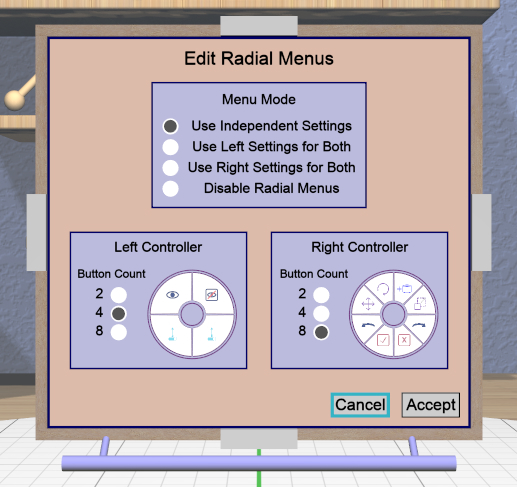 Edit Radial Menus
Menu Mode
Use Independent Settings
Use Left Settings for Both
Use Right Settings for Both
Disable Radial Menus
Left Controller
Button Count
2
4
8
Right Controller
Button Count
2
4
8
Cancel
Accept